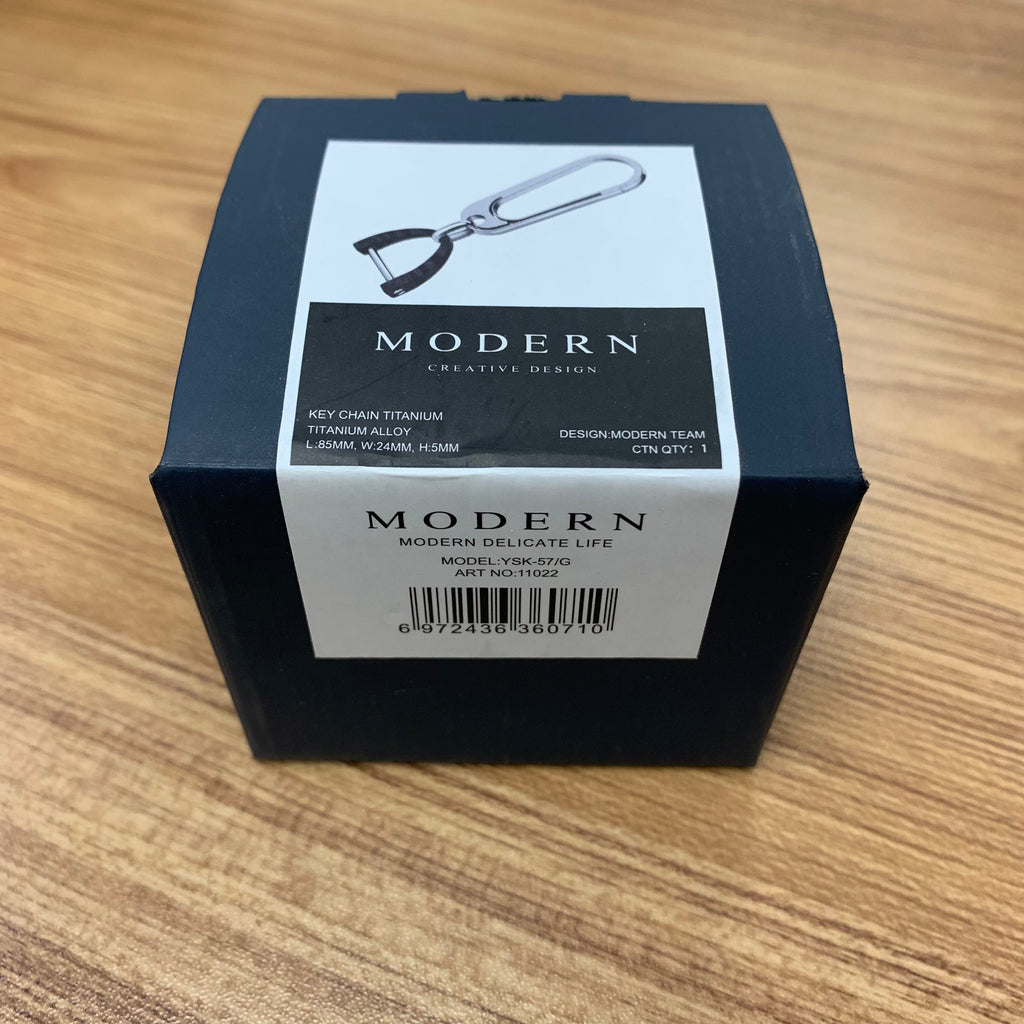 MODERN
CREATIVE DESIGN
KEY CHAIN TITANIUM
TITANIUM ALLOY
L:85MM, W:24MM, H:5MM
DESIGN:MODERN TEAM
CTN QTY: 1
MODERN
MODERN DELICATE LIFE
MODEL:YSK-57/G
ART NO:11022
6 972436 360710